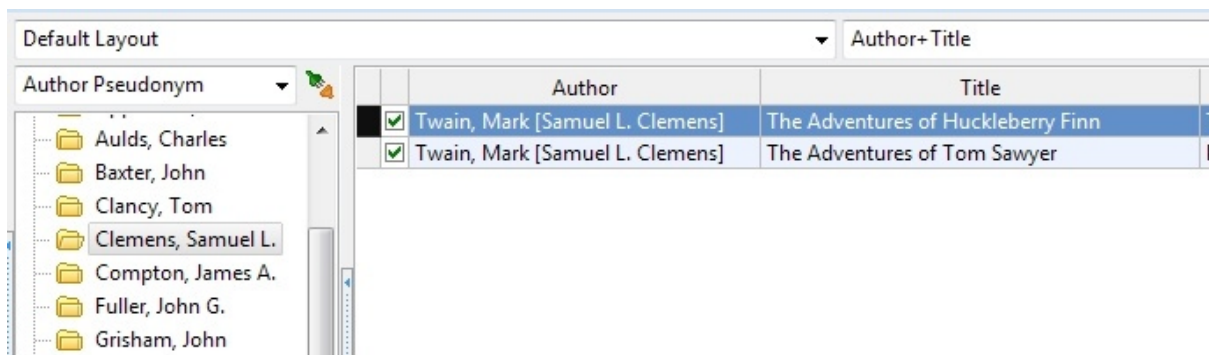 Default Layout
Author+Title
Author Pseudonym
Aulds, Charles
Baxter, John
Clancy, Tom
Clemens, Samuel L.
Compton, James A.
Fuller, John G.
Grisham, John
Author Title
Twain, Mark [Samuel L. Clemens] The Adventures of Huckleberry Finn
Twain, Mark [Samuel L. Clemens] The Adventures of Tom Sawyer